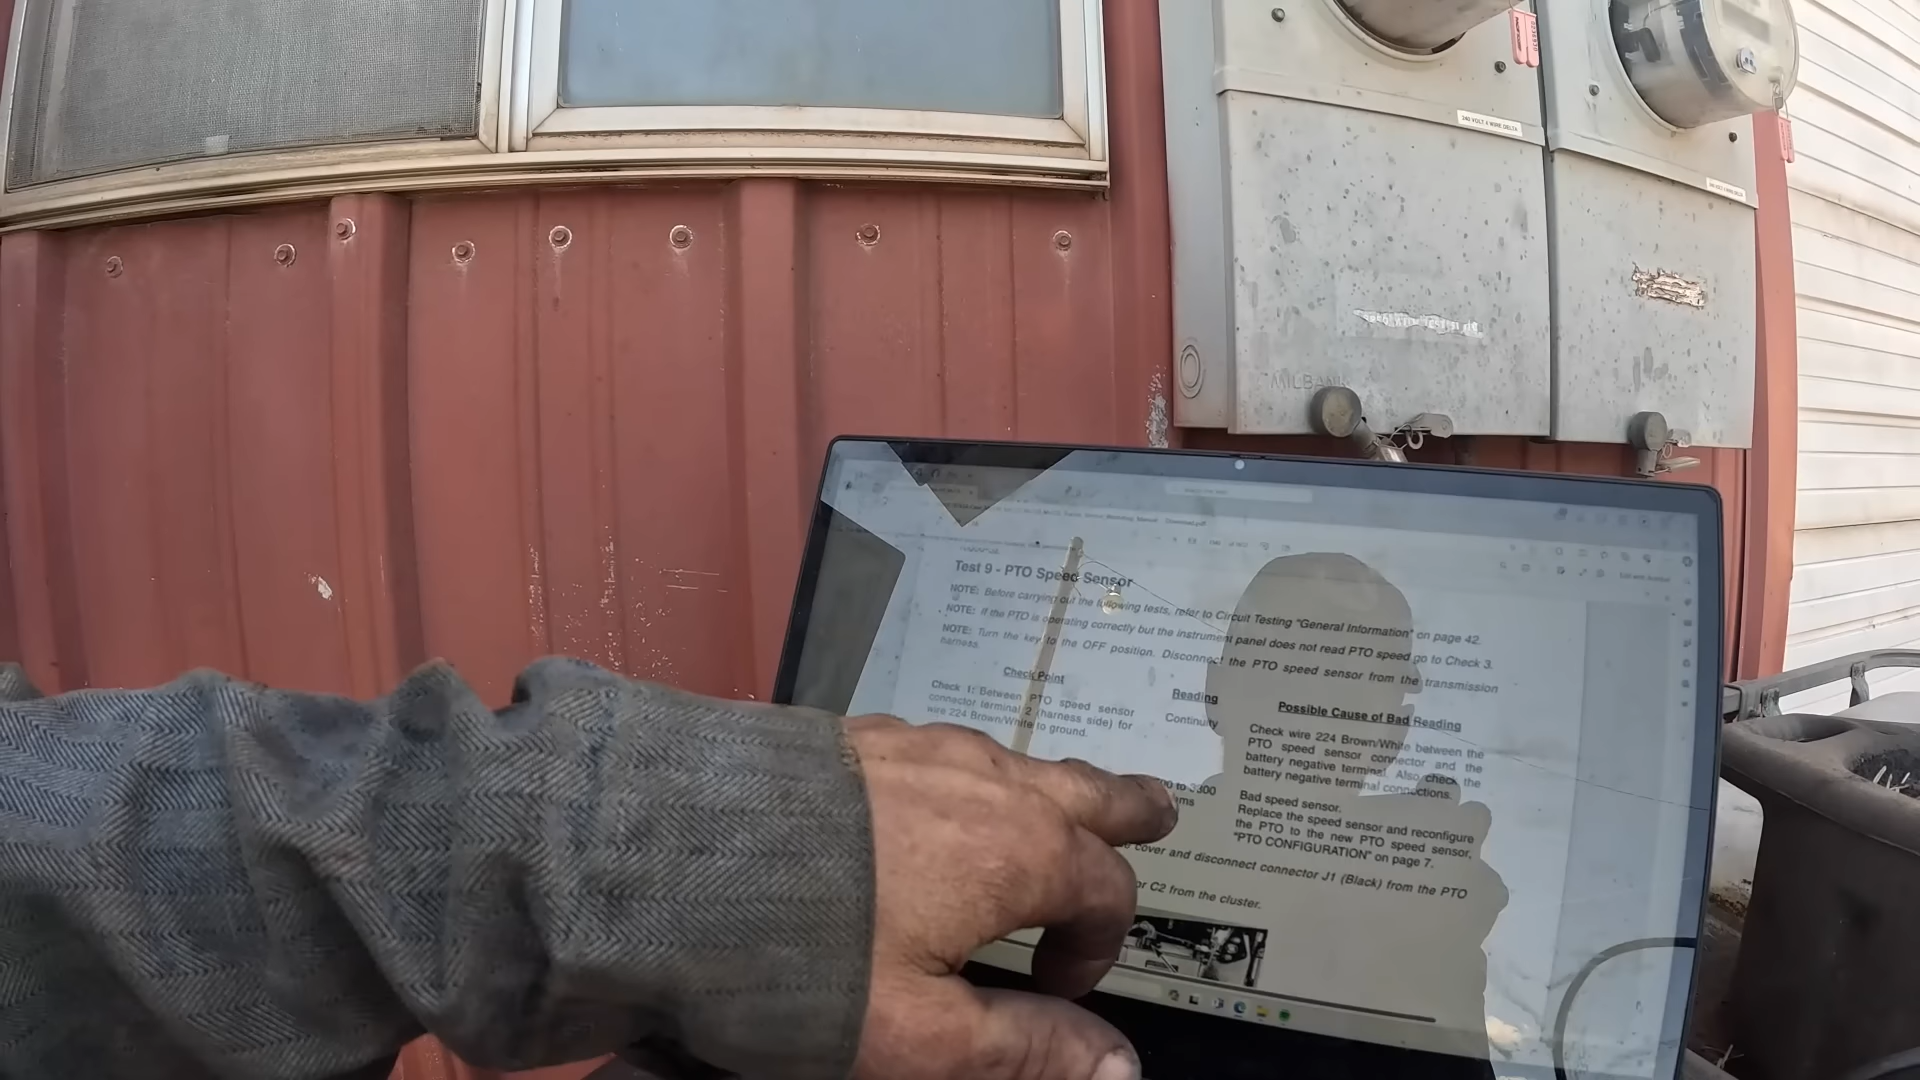 240 VOLT 4 WIRE DELTA
MILBANK
Test 9 - PTO Speed Sensor
NOTE: Before carrying out the following tests, refer to Circuit Testing "General Information" on page 42.
NOTE: If the PTO is operating correctly but the instrument panel does not read PTO speed go to Check 3.
NOTE: Turn the key to the OFF position. Disconnect the PTO speed sensor from the transmission
harness.
Check Point
Reading
Possible Cause of Bad Reading
Check 1: Between PTO speed sensor
connector terminal 2 (harness side) for
wire 224 Brown/White to ground.
Continuity
Check wire 224 Brown/White between the
PTO speed sensor connector and the
battery negative terminal. Also check the
battery negative terminal connections.
00 to 3300
ms
Bad speed sensor.
Replace the speed sensor and reconfigure
the PTO to the new PTO speed sensor,
"PTO CONFIGURATION" on page 7.
cover and disconnect connector J1 (Black) from the PTO
or C2 from the cluster.